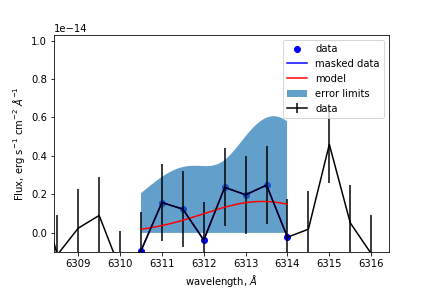 1e−14
1.0
0.8
0.6
0.4
0.2
0.0
Flux, erg s⁻¹ cm⁻² Å⁻¹
data
masked data
model
error limits
data
6309 6310 6311 6312 6313 6314 6315 6316
wavelength, Å